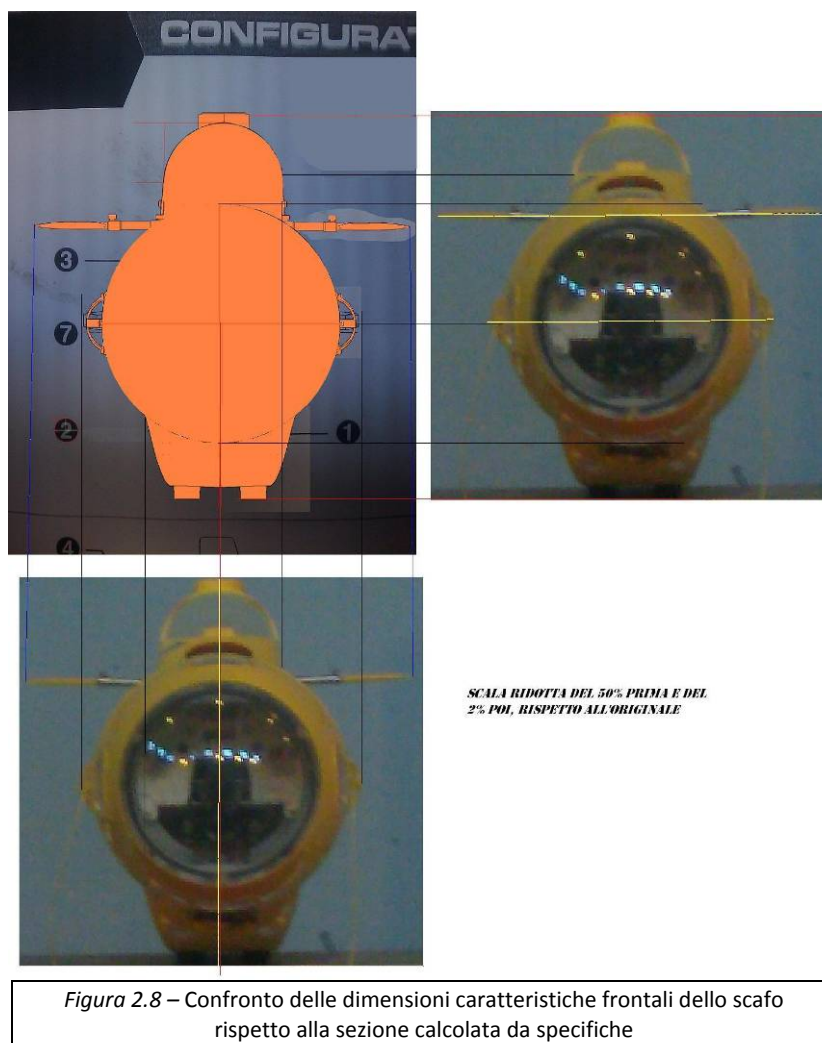 CONFIGURAT
3
7
2
1
4
SCALA RIDOTTA DEL 50% PRIMA E DEL
2% POI, RISPETTO ALL'ORIGINALE
Figura 2.8 – Confronto delle dimensioni caratteristiche frontali dello scafo
rispetto alla sezione calcolata da specifiche